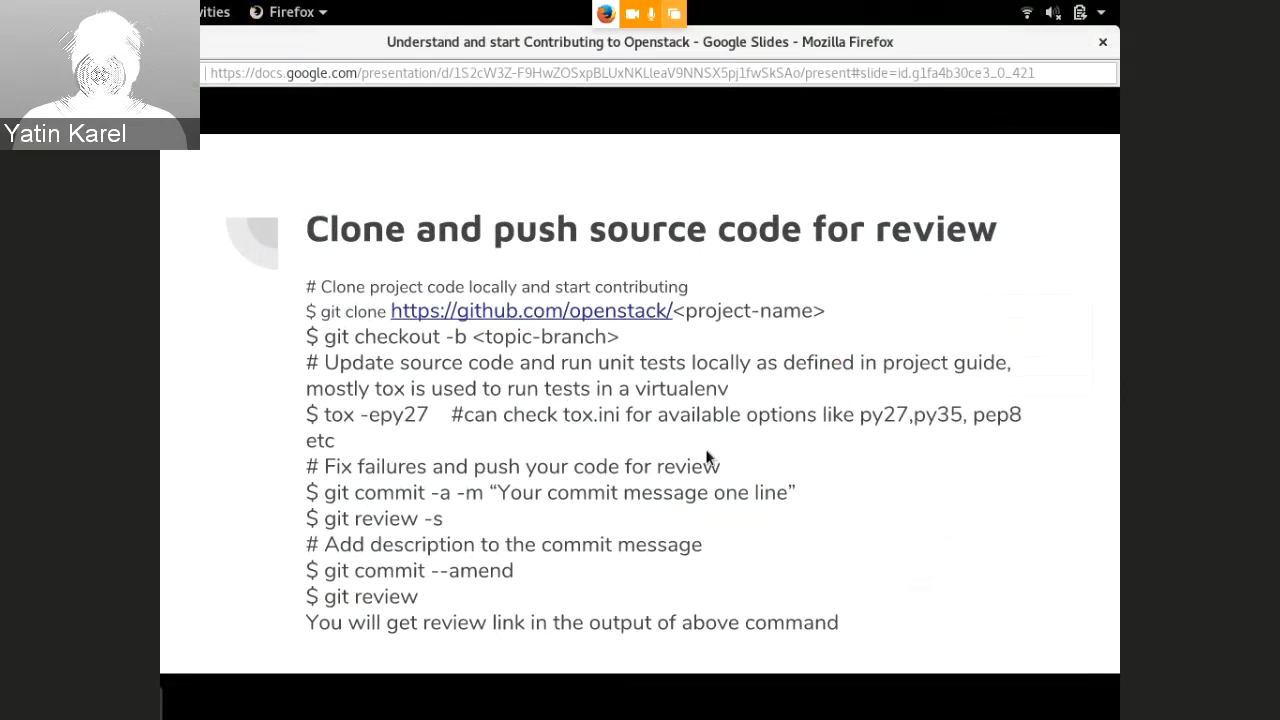 vities
Firefox
Understand and start Contributing to Openstack - Google Slides - Mozilla Firefox
https://docs.google.com/presentation/d/1S2cW3Z-F9HwZOSxpBLUxNKLleaV9NNSX5pj1fwSkSAo/present#slide=id.g1fa4b30ce3_0_421
Yatin Karel
Clone and push source code for review
# Clone project code locally and start contributing
$ git clone https://github.com/openstack/<project-name>
$ git checkout -b <topic-branch>
# Update source code and run unit tests locally as defined in project guide,
mostly tox is used to run tests in a virtualenv
$ tox -epy27 #can check tox.ini for available options like py27,py35, pep8
etc
# Fix failures and push your code for review
$ git commit -a -m “Your commit message one line”
$ git review -s
# Add description to the commit message
$ git commit --amend
$ git review
You will get review link in the output of above command